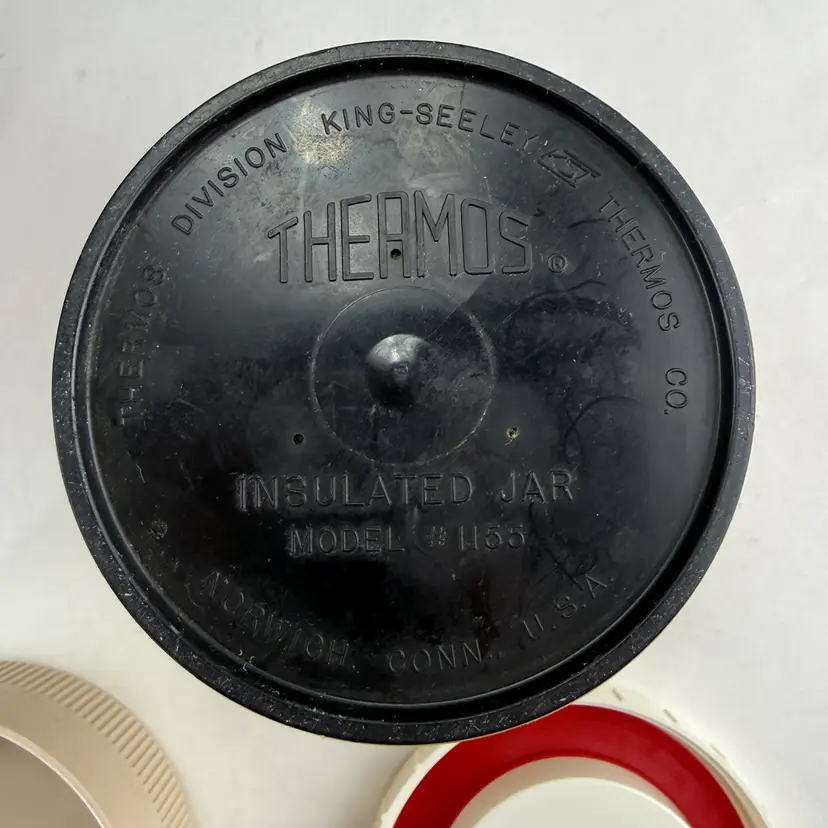 THERMOS DIVISION KING-SEELEY THERMOS CO.
THERMOS ®
INSULATED JAR
MODEL # 1155
NORWICH, CONN., U.S.A.